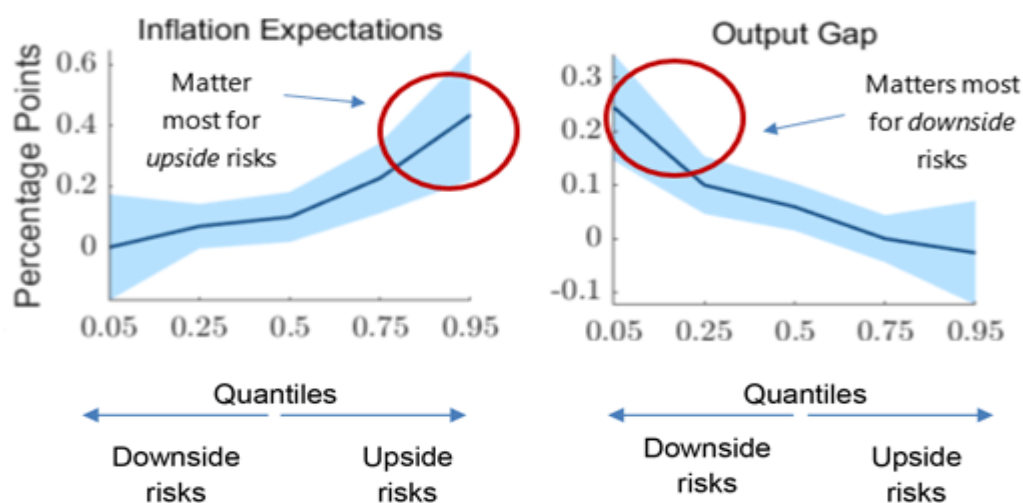 Inflation Expectations
Percentage Points
0.6
0.4
0.2
0
Matter
most for
upside risks
0.05 0.25 0.5 0.75 0.95
Quantiles
Downside
risks
Upside
risks
Output Gap
0.3
0.2
0.1
0
-0.1
Matters most
for downside
risks
0.05 0.25 0.5 0.75 0.95
Quantiles
Downside
risks
Upside
risks